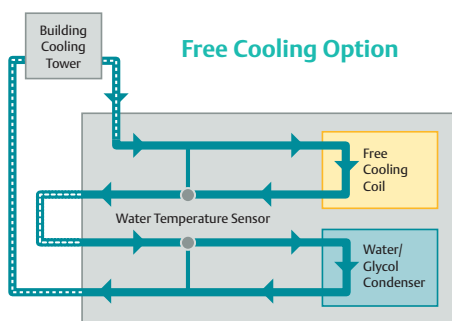 Building
Cooling
Tower
Free Cooling Option
Free
Cooling
Coil
Water Temperature Sensor
Water/
Glycol
Condenser